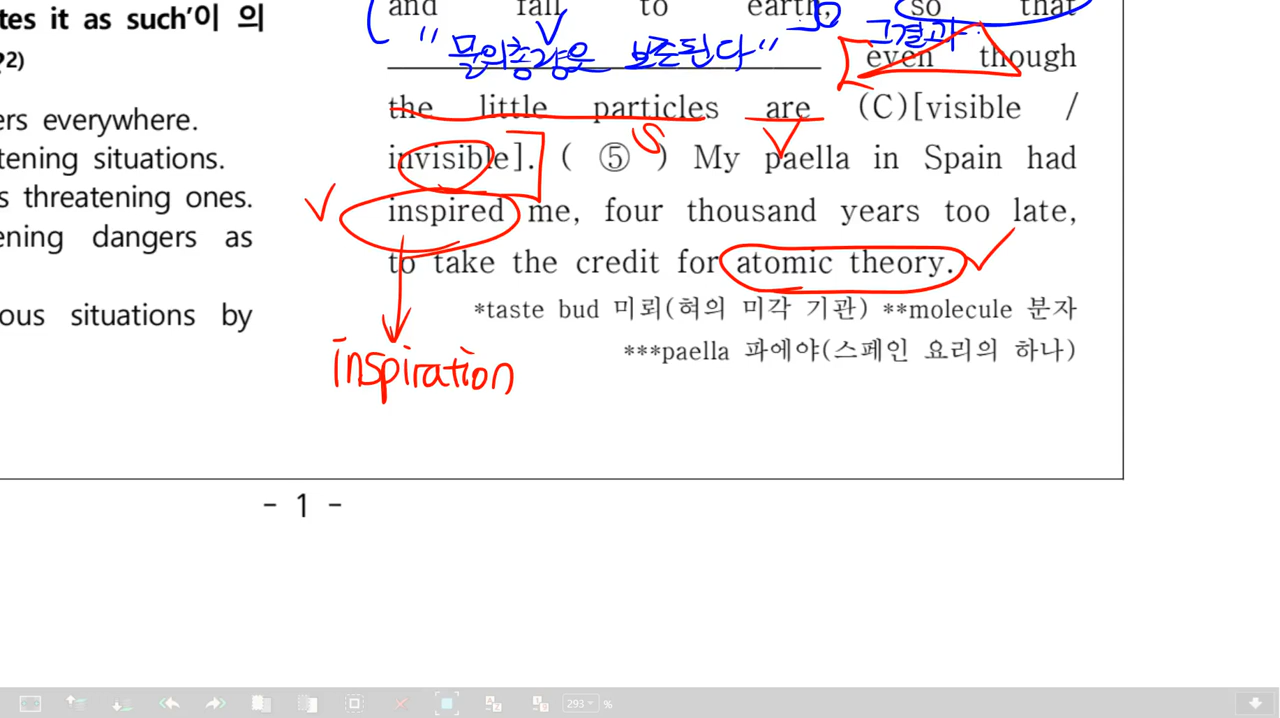 tes it as such'이 의
?²⁾
ers everywhere.
tening situations.
s threatening ones.
ening dangers as
ous situations by
and fall to earth, so that
"물의총량은 보존된다" 그결과
even though
the little particles are (C)[visible /
invisible]. ( ⑤ ) My paella in Spain had
S V
inspired me, four thousand years too late,
to take the credit for atomic theory.
*taste bud 미뢰(혀의 미각 기관) **molecule 분자
***paella 파에야(스페인 요리의 하나)
inspiration
- 1 -
293 %